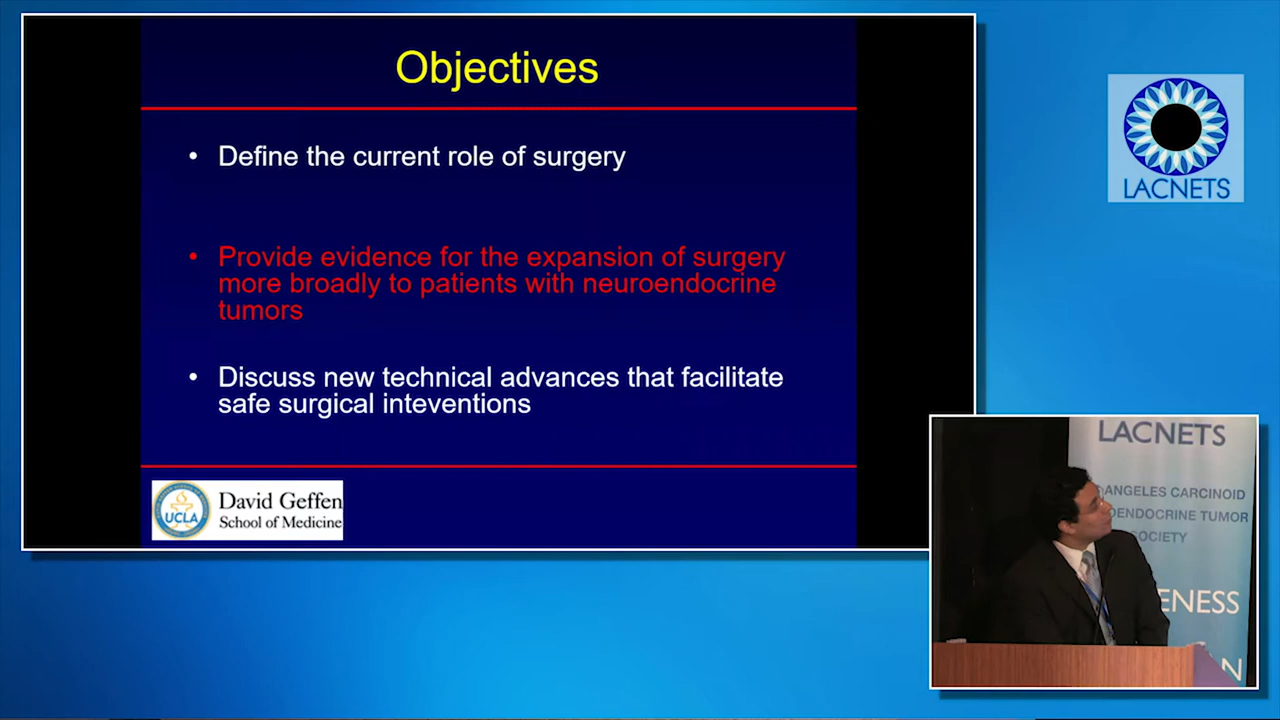 Objectives
• Define the current role of surgery
• Provide evidence for the expansion of surgery
more broadly to patients with neuroendocrine
tumors
• Discuss new technical advances that facilitate
safe surgical inteventions
UCLA
David Geffen
School of Medicine
LACNETS
LACNETS
ANGELES CARCINOID
OENDOCRINE TUMOR
SOCIETY
ENESS
N